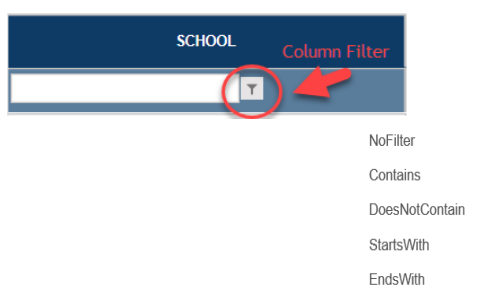 SCHOOL
Column Filter
NoFilter
Contains
DoesNotContain
StartsWith
EndsWith